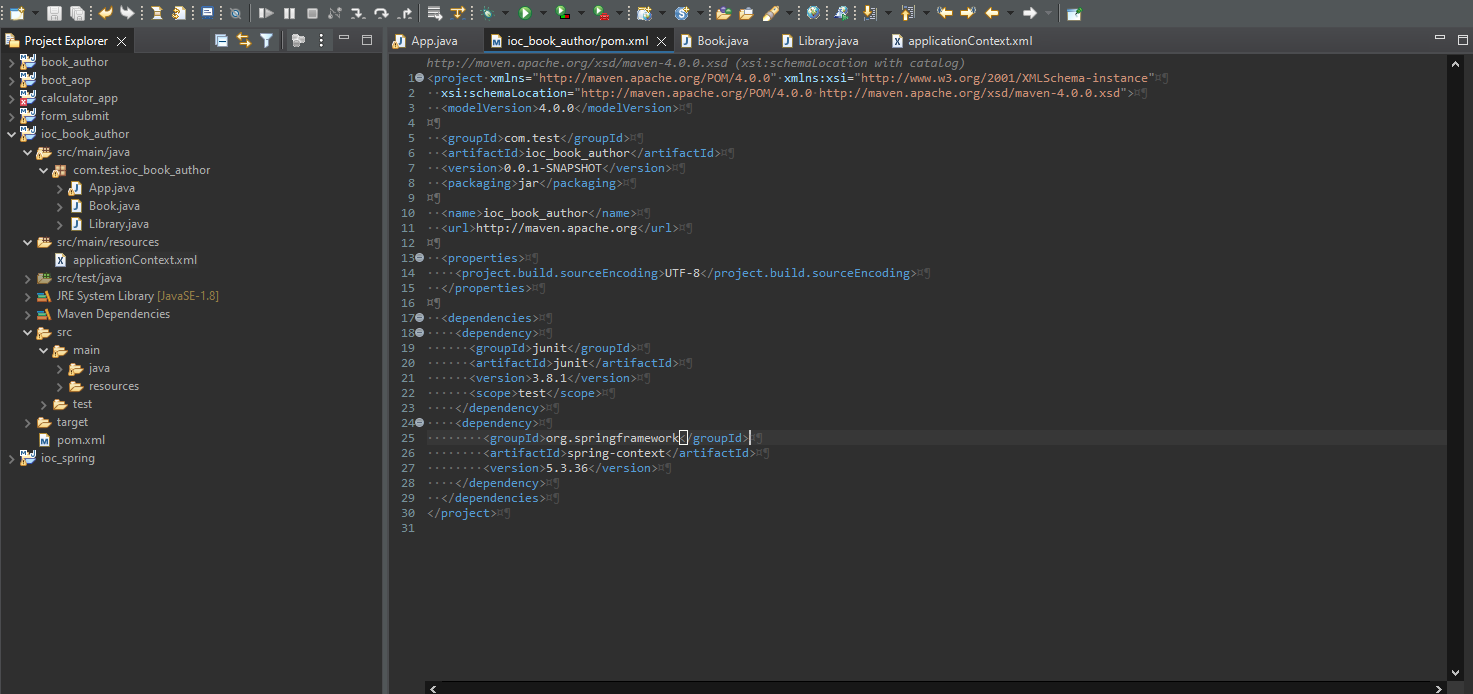 Project Explorer
book_author
boot_aop
calculator_app
form_submit
ioc_book_author
src/main/java
com.test.ioc_book_author
App.java
Book.java
Library.java
src/main/resources
applicationContext.xml
src/test/java
JRE System Library [JavaSE-1.8]
Maven Dependencies
src
main
java
resources
test
target
pom.xml
ioc_spring
App.java ioc_book_author/pom.xml Book.java Library.java applicationContext.xml
http://maven.apache.org/xsd/maven-4.0.0.xsd (xsi:schemaLocation with catalog)
1 <project·xmlns="http://maven.apache.org/POM/4.0.0"·xmlns:xsi="http://www.w3.org/2001/XMLSchema-instance"¤¶
2 ··xsi:schemaLocation="http://maven.apache.org/POM/4.0.0·http://maven.apache.org/xsd/maven-4.0.0.xsd">¤¶
3 ··<modelVersion>4.0.0</modelVersion>¤¶
4 ¤¶
5 ··<groupId>com.test</groupId>¤¶
6 ··<artifactId>ioc_book_author</artifactId>¤¶
7 ··<version>0.0.1-SNAPSHOT</version>¤¶
8 ··<packaging>jar</packaging>¤¶
9 ¤¶
10 ··<name>ioc_book_author</name>¤¶
11 ··<url>http://maven.apache.org</url>¤¶
12 ¤¶
13 ··<properties>¤¶
14 ····<project.build.sourceEncoding>UTF-8</project.build.sourceEncoding>¤¶
15 ··</properties>¤¶
16 ¤¶
17 ··<dependencies>¤¶
18 ····<dependency>¤¶
19 ······<groupId>junit</groupId>¤¶
20 ······<artifactId>junit</artifactId>¤¶
21 ······<version>3.8.1</version>¤¶
22 ······<scope>test</scope>¤¶
23 ····</dependency>¤¶
24 ····<dependency>¤¶
25 ········<groupId>org.springframework</groupId>¤¶
26 ········<artifactId>spring-context</artifactId>¤¶
27 ········<version>5.3.36</version>¤¶
28 ····</dependency>¤¶
29 ··</dependencies>¤¶
30 </project>¤¶
31